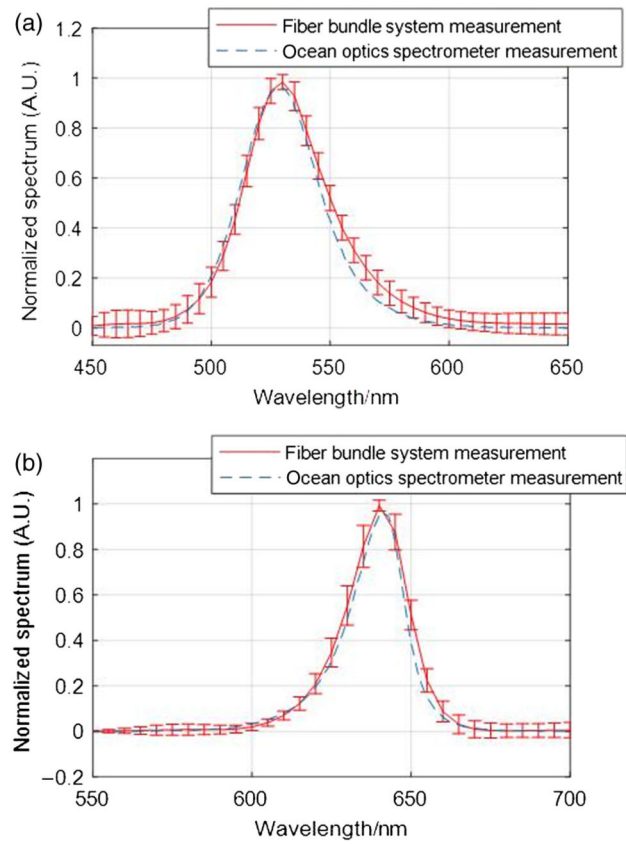 (a)
1.2
Fiber bundle system measurement
Ocean optics spectrometer measurement
1
0.8
0.6
0.4
0.2
0
Normalized spectrum (A.U.)
450 500 550 600 650
Wavelength/nm
(b)
Fiber bundle system measurement
Ocean optics spectrometer measurement
1
0.8
0.6
0.4
0.2
0
−0.2
Normalized spectrum (A.U.)
550 600 650 700
Wavelength/nm